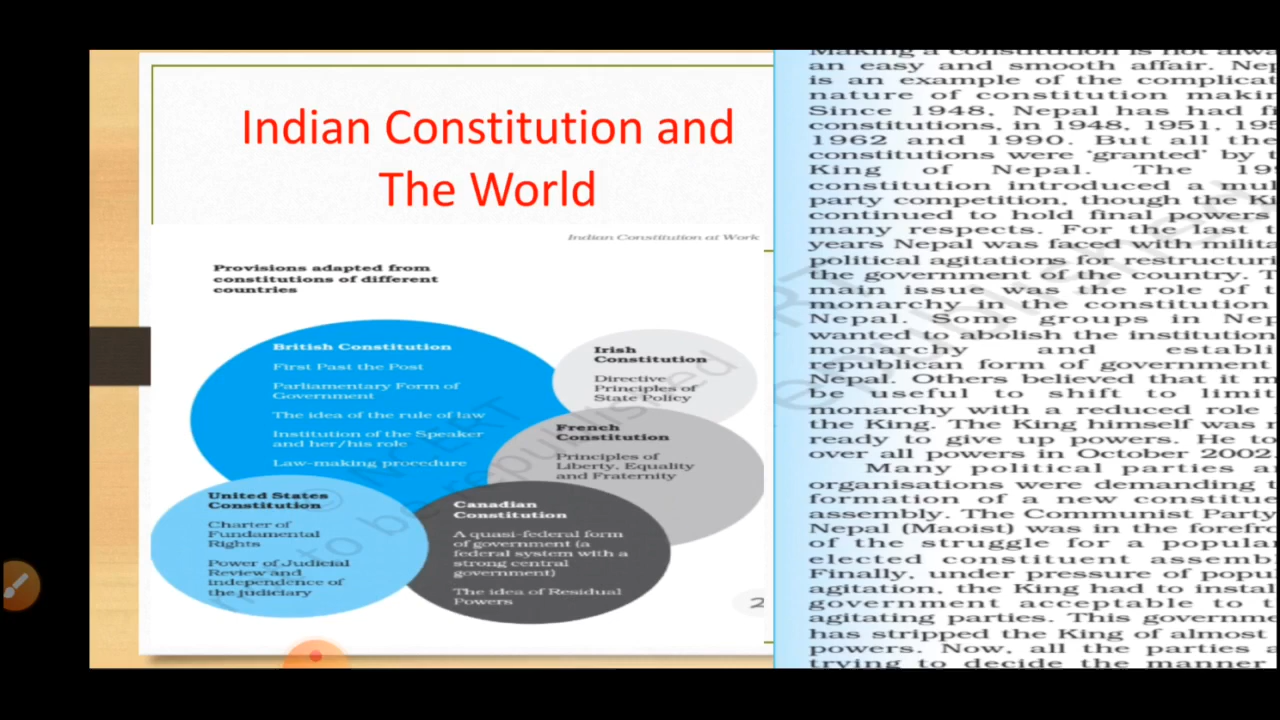 Indian Constitution and
The World
Indian Constitution at Work
Provisions adapted from
constitutions of different
countries
British Constitution
First Past the Post
Parliamentary Form of
Government
The idea of the rule of law
Institution of the Speaker
and her/his role
Law-making procedure
Irish
Constitution
Directive
Principles of
State Policy
French
Constitution
Principles of
Liberty, Equality
and Fraternity
United States
Constitution
Charter of
Fundamental
Rights
Power of Judicial
Review and
independence of
the judiciary
Canadian
Constitution
A quasi-federal form
of government (a
federal system with a
strong central
government)
The idea of Residual
Powers
2
Making a constitution is not
an easy and smooth affair.
is an example of the
nature of constitution
Since 1948, Nepal has had
constitutions, in 1948, 1951,
1962 and 1990. But all
constitutions were 'granted' by
King of Nepal. The
constitution introduced a
party competition, though the
continued to hold final powers
many respects. For the last
years Nepal was faced with
political agitations for
the government of the country.
main issue was the role of
monarchy in the constitution
Nepal. Some groups in
wanted to abolish the institution
monarchy and
republican form of government
Nepal. Others believed that it
be useful to shift to
monarchy with a reduced role
the King. The King himself was
ready to give up powers. He
over all powers in October 2002.
Many political parties
organisations were demanding
formation of a new
assembly. The Communist Party
Nepal (Maoist) was in the
of the struggle for a
elected constituent
Finally, under pressure of
agitation, the King had to
government acceptable to
agitating parties. This
has stripped the King of almost
powers. Now, all the parties
trying to decide the manner
© NCERT
to be republished